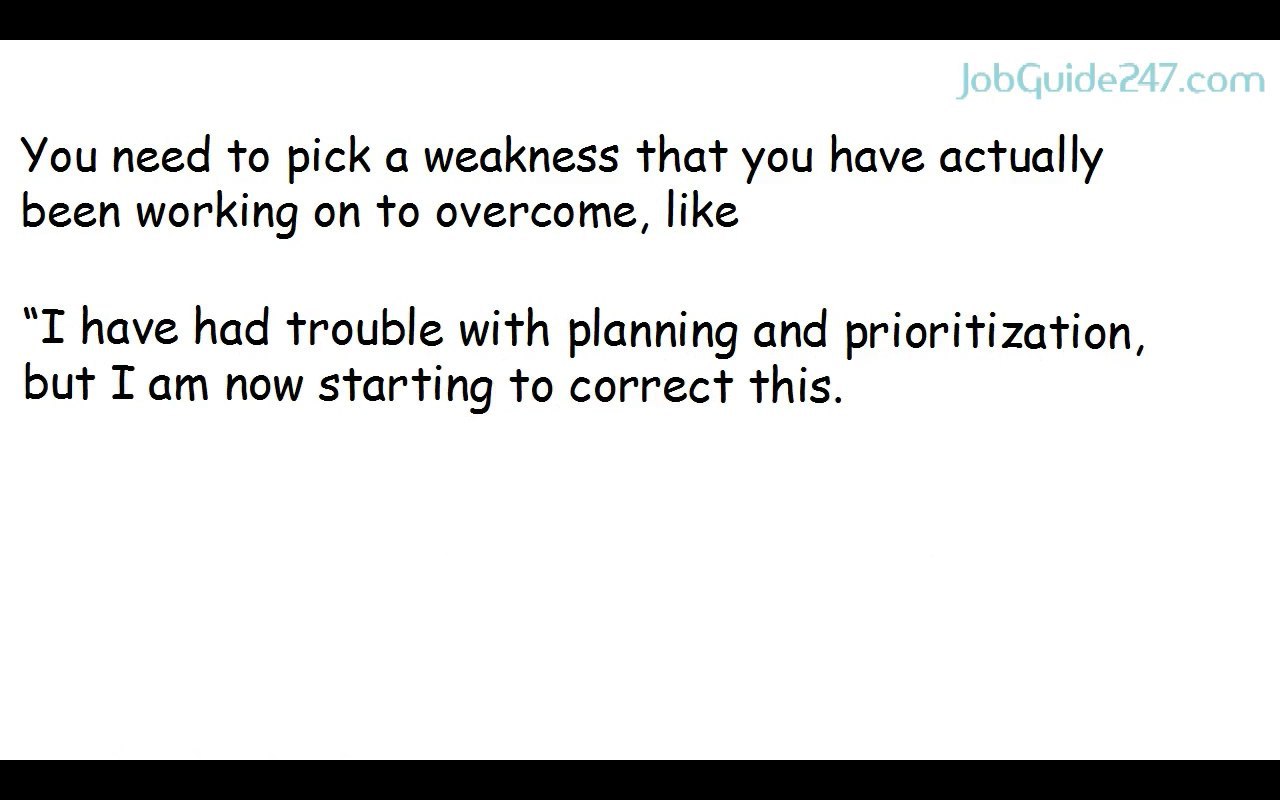 JobGuide247.com
You need to pick a weakness that you have actually
been working on to overcome, like
“I have had trouble with planning and prioritization,
but I am now starting to correct this.